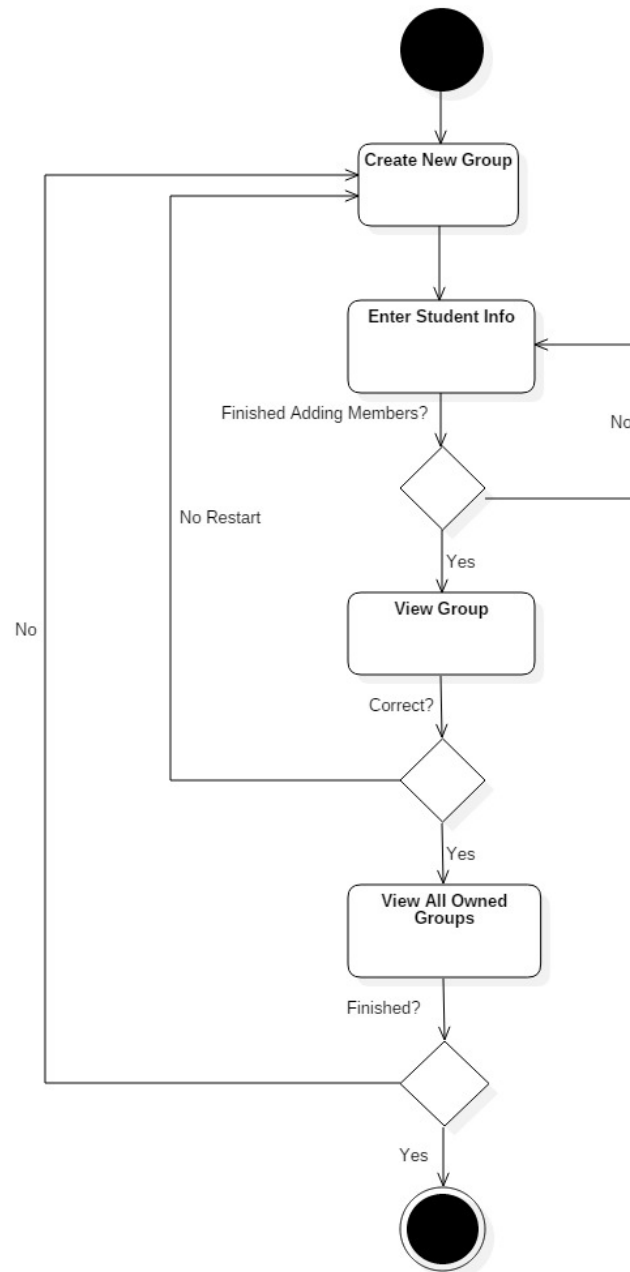 Create New Group
Enter Student Info
Finished Adding Members?
No
No Restart
Yes
View Group
No
Correct?
Yes
View All Owned
Groups
Finished?
Yes